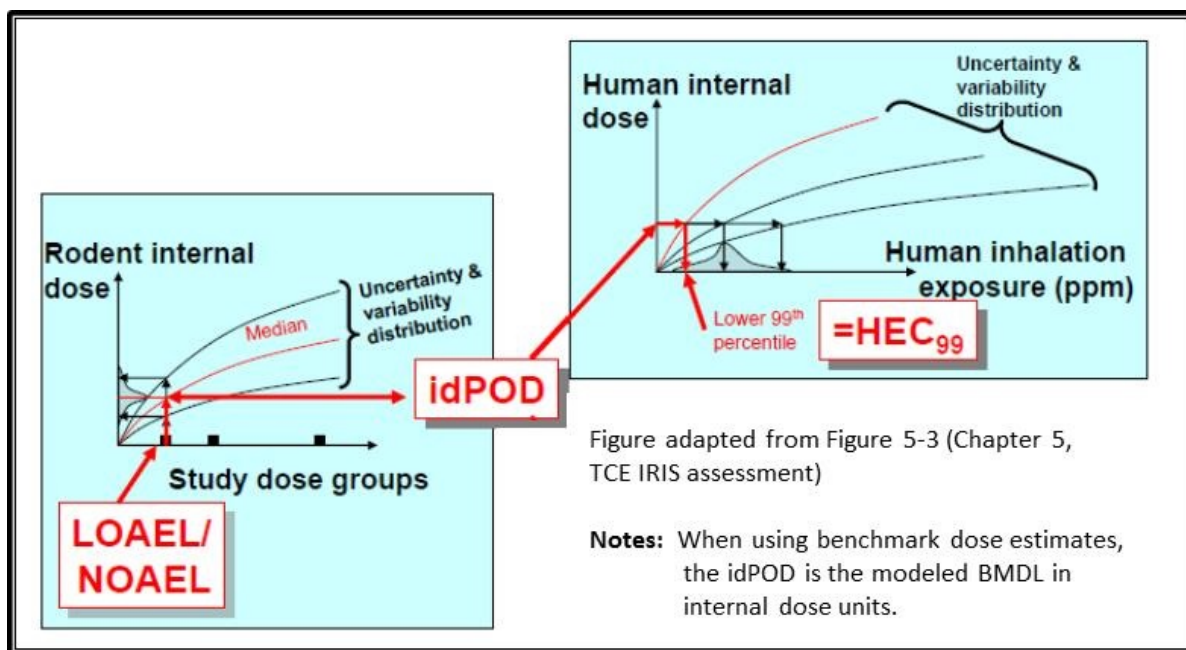 Human internal
dose
Uncertainty &
variability
distribution
Human inhalation
exposure (ppm)
Lower 99th
percentile
=HEC99
Rodent internal
dose
Median
Uncertainty &
variability
distribution
idPOD
Study dose groups
LOAEL/
NOAEL
Figure adapted from Figure 5-3 (Chapter 5,
TCE IRIS assessment)
Notes: When using benchmark dose estimates,
the idPOD is the modeled BMDL in
internal dose units.